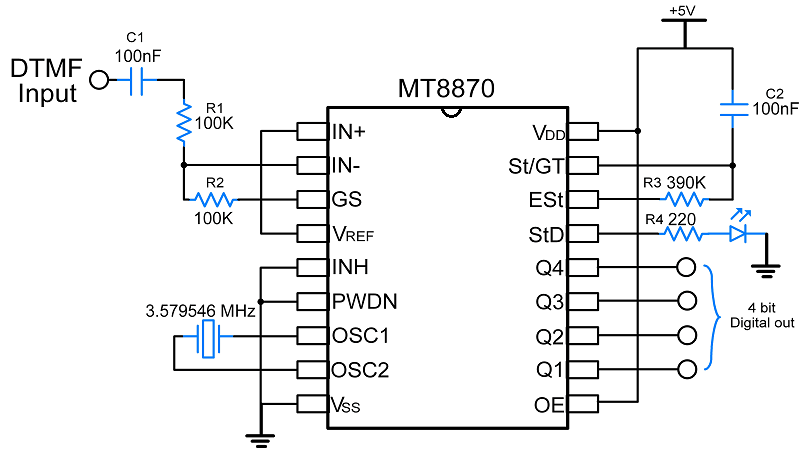 +5V
C1
100nF
DTMF
Input
R1
100K
R2
100K
MT8870
C2
100nF
IN+
IN-
GS
VREF
INH
PWDN
OSC1
OSC2
VSS
3.579546 MHz
VDD
St/GT
ESt
StD
Q4
Q3
Q2
Q1
OE
R3 390K
R4 220
4 bit
Digital out